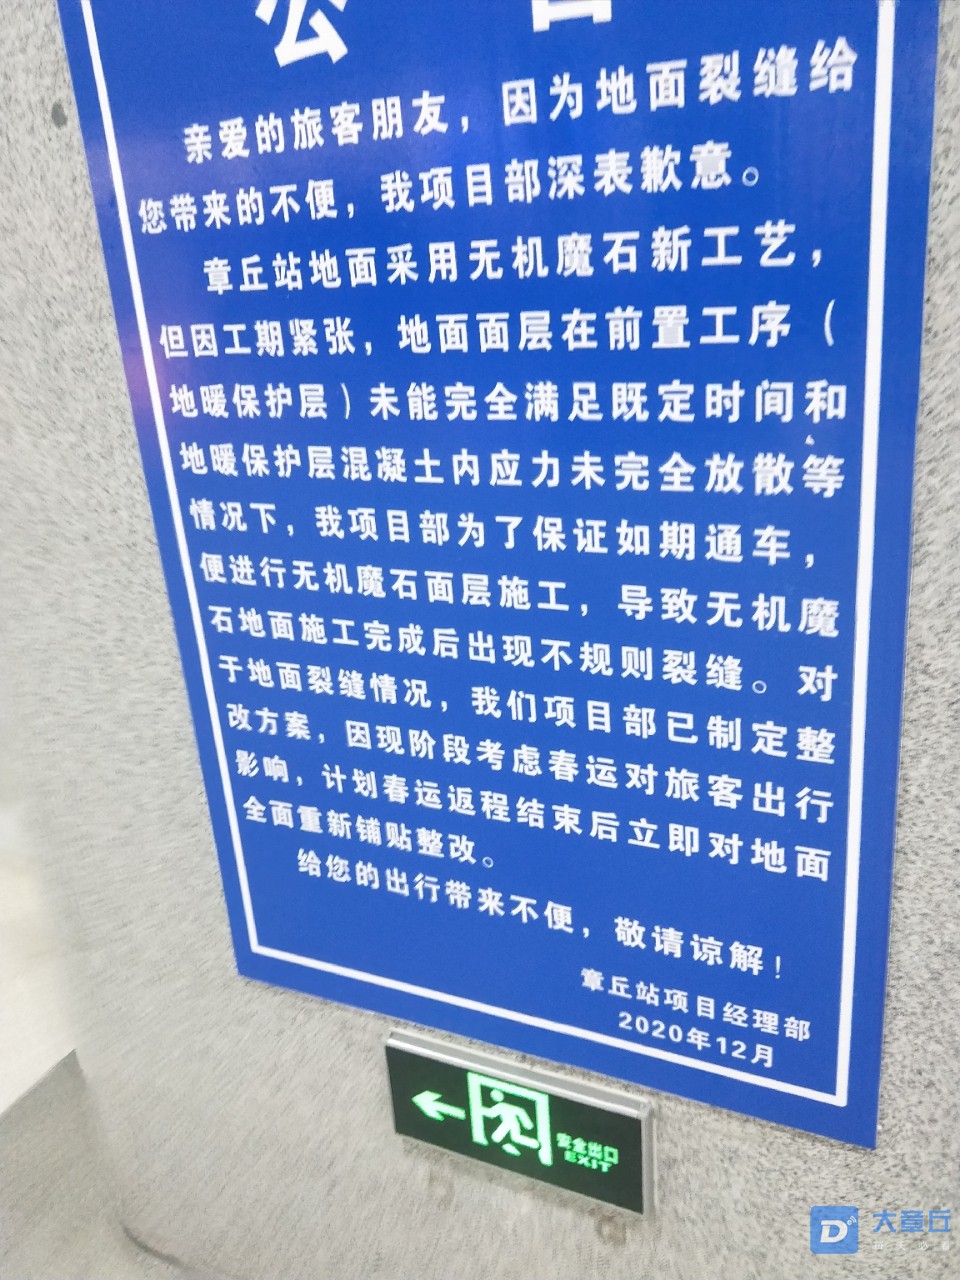 公告
亲爱的旅客朋友，因为地面裂缝给
您带来的不便，我项目部深表歉意。
章丘站地面采用无机魔石新工艺，
但因工期紧张，地面面层在前置工序（
地暖保护层）未能完全满足既定时间和
地暖保护层混凝土内应力未完全放散等
情况下，我项目部为了保证如期通车，
便进行无机魔石面层施工，导致无机魔
石地面施工完成后出现不规则裂缝。对
于地面裂缝情况，我们项目部已制定整
改方案，因现阶段考虑春运对旅客出行
影响，计划春运返程结束后立即对地面
全面重新铺贴整改。
给您的出行带来不便，敬请谅解！
章丘站项目经理部
2020年12月
安全出口
EXIT
大章丘